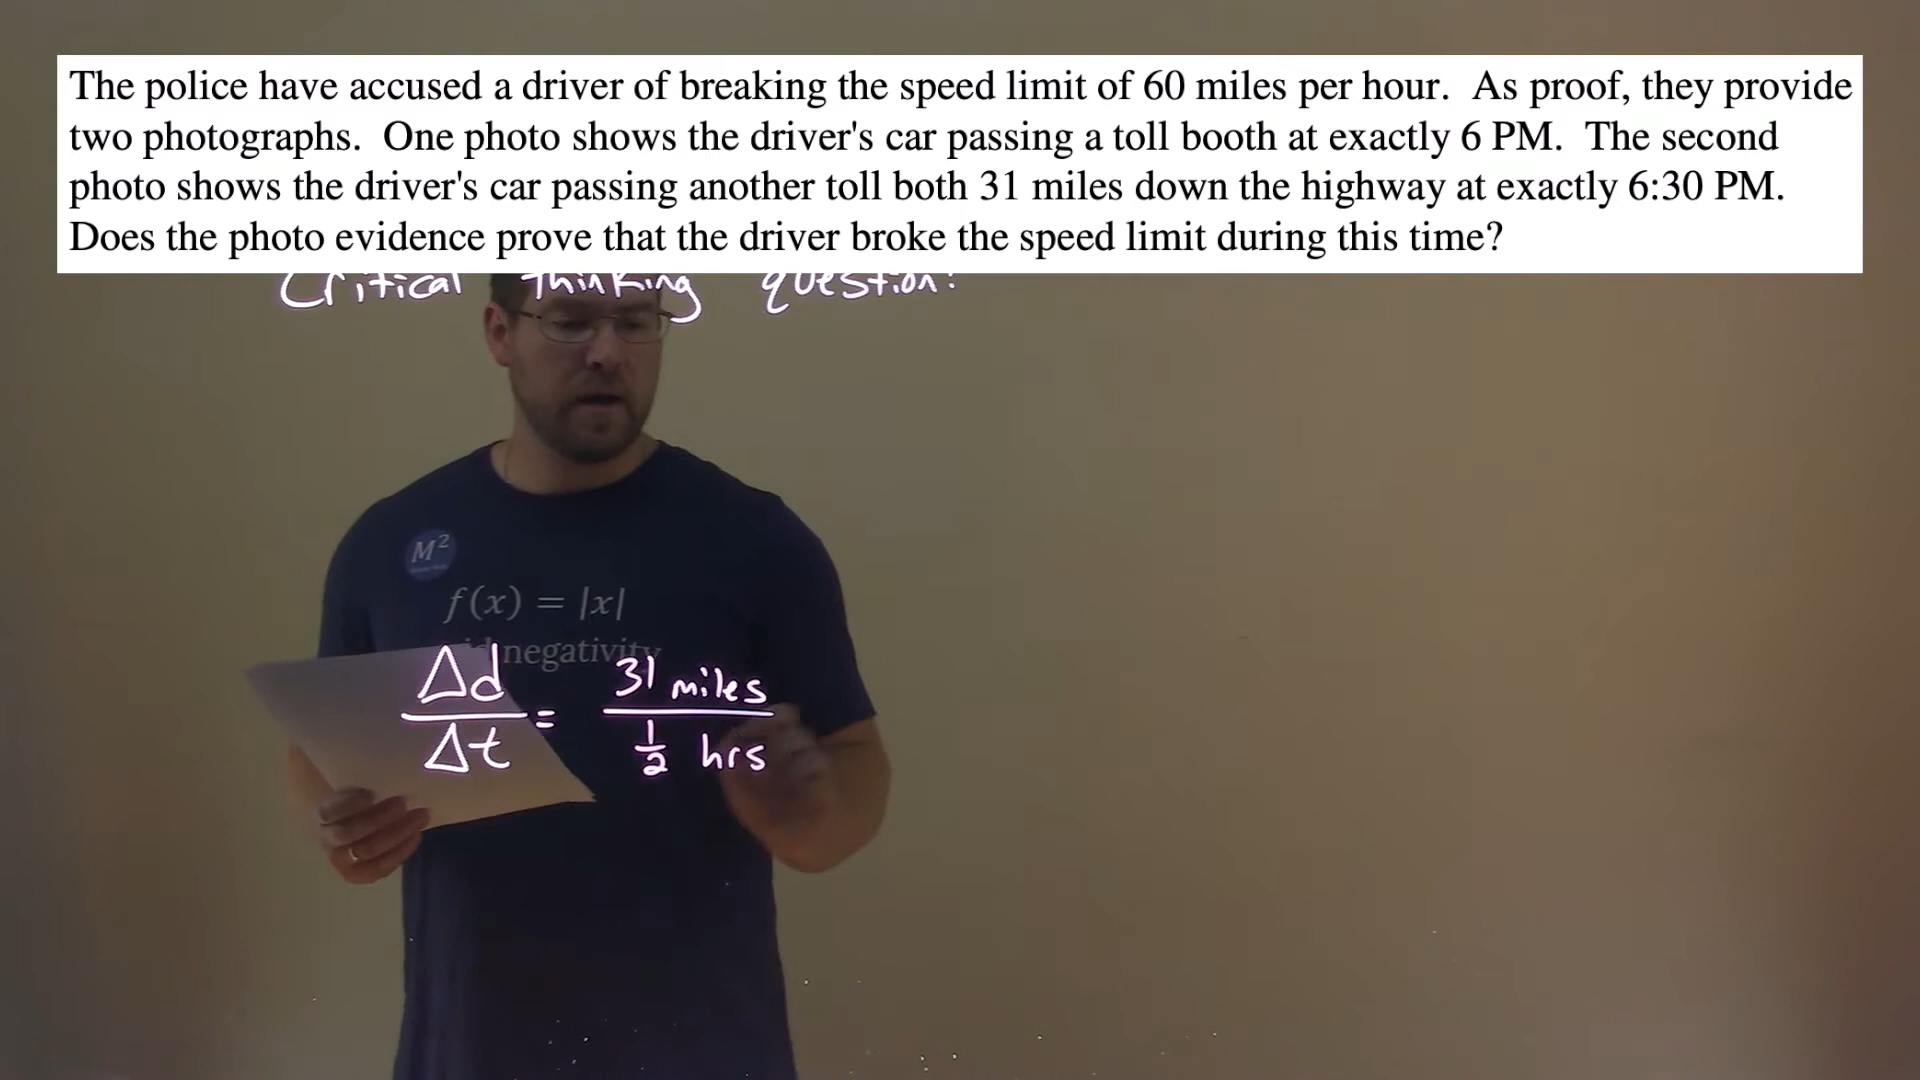 The police have accused a driver of breaking the speed limit of 60 miles per hour. As proof, they provide
two photographs. One photo shows the driver's car passing a toll booth at exactly 6 PM. The second
photo shows the driver's car passing another toll both 31 miles down the highway at exactly 6:30 PM.
Does the photo evidence prove that the driver broke the speed limit during this time?
Critical thinking question:
M²
f(x) = |x|
negativity
Δd/Δt = 31 miles / ½ hrs